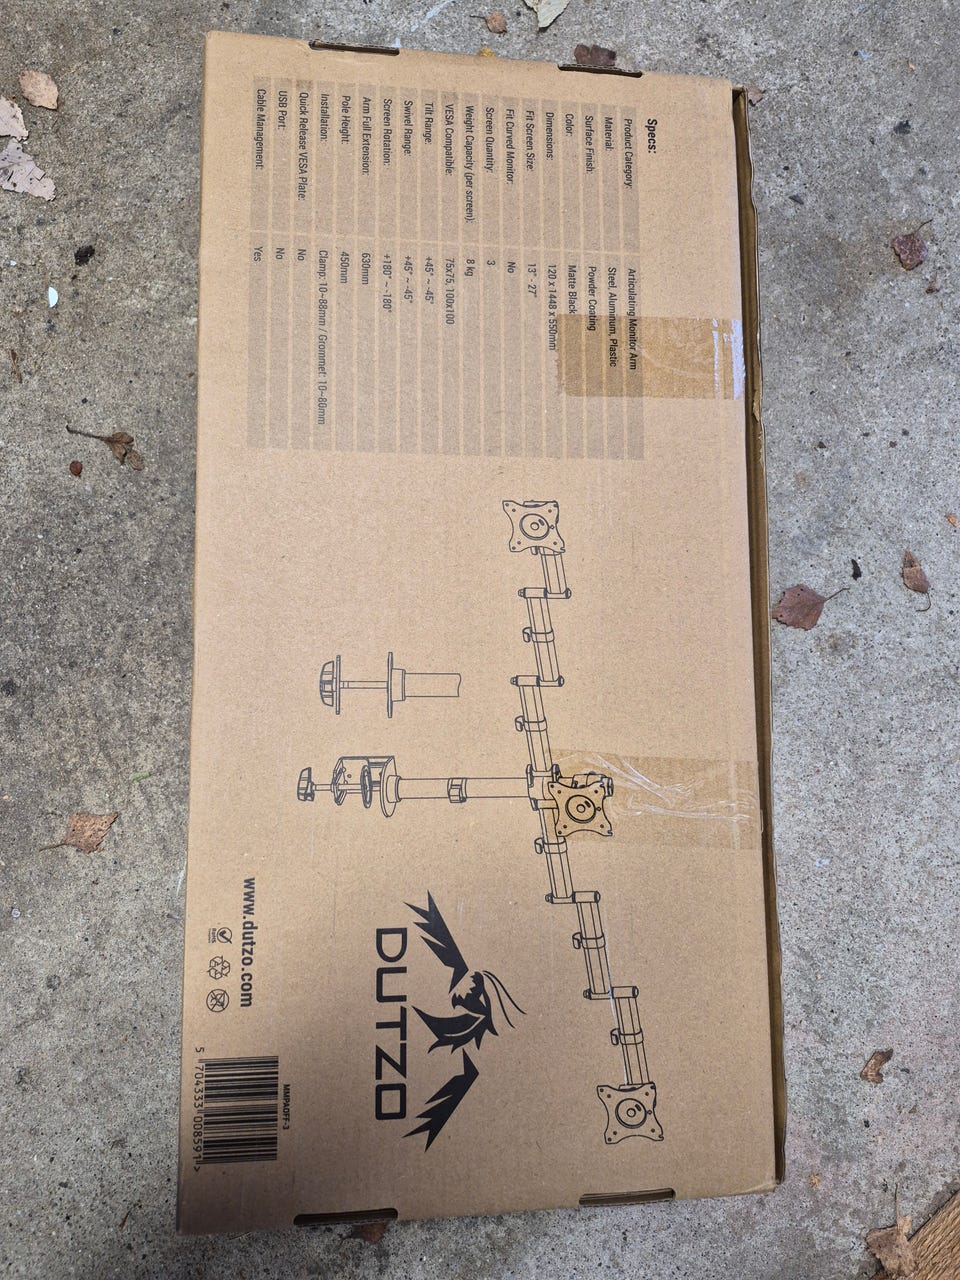 Specs:
Product Category: Articulating Monitor Arm
Material: Steel, Aluminum, Plastic
Surface Finish: Powder Coating
Color: Matte Black
Dimensions: 120 x 1448 x 550mm
Fit Screen Size: 13" - 27"
Fit Curved Monitor: No
Screen Quantity: 3
Weight Capacity (per screen): 8 kg
VESA Compatible: 75x75, 100x100
Tilt Range: +45° ~ -45°
Swivel Range: +45° ~ -45°
Screen Rotation: +180° ~ -180°
Arm Full Extension: 630mm
Pole Height: 450mm
Installation: Clamp: 10~88mm / Grommet: 10~80mm
Quick Release VESA Plate: No
USB Port: No
Cable Management: Yes
DUTZO
www.dutzo.com
RoHS
MMPAOFF-3
5 704333 008591 >